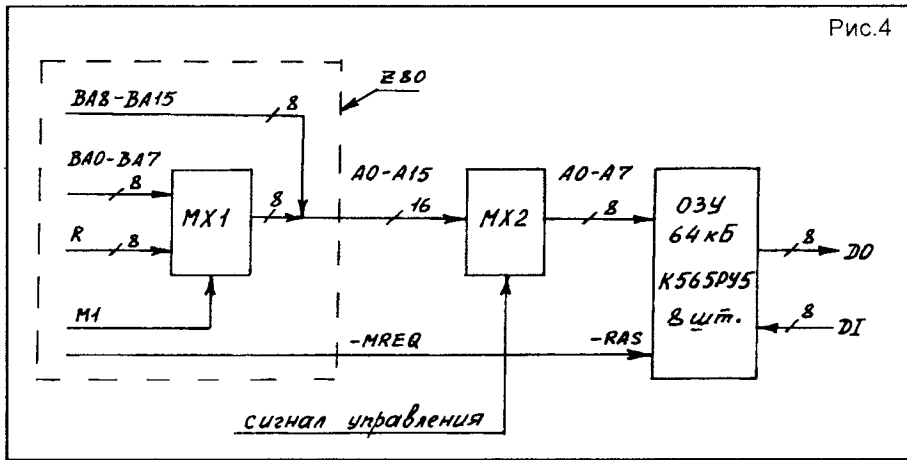 Рис.4
Z80
BA8-BA15
8
BA0-BA7
8
R
8
MX1
8
M1
A0-A15
16
MX2
A0-A7
8
ОЗУ
64кБ
К565РУ5
8 шт.
8
DO
8
DI
-MREQ
-RAS
сигнал управления